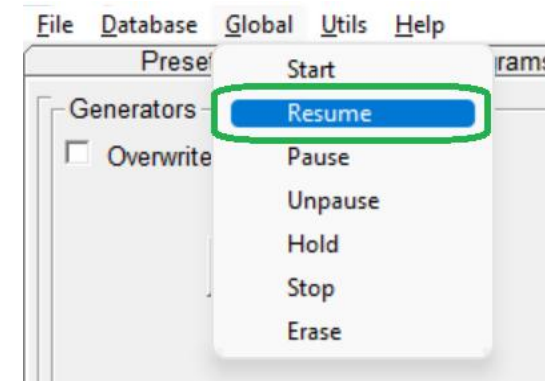 File Database Global Utils Help
Start
Generators
Resume
Overwrite
Pause
Unpause
Hold
Stop
Erase